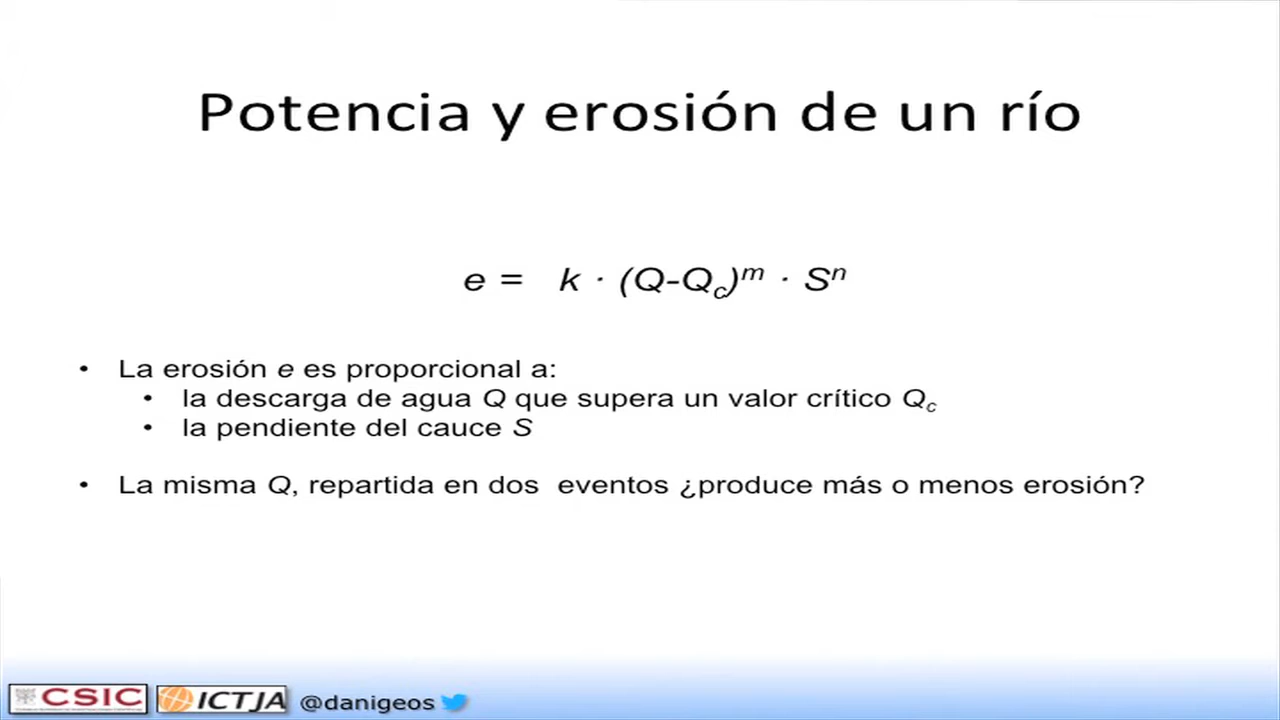 Potencia y erosión de un río
e = k · (Q-Qc)ᵐ · Sⁿ
• La erosión e es proporcional a:
• la descarga de agua Q que supera un valor crítico Qc
• la pendiente del cauce S
• La misma Q, repartida en dos eventos ¿produce más o menos erosión?
CSIC ICTJA @danigeos